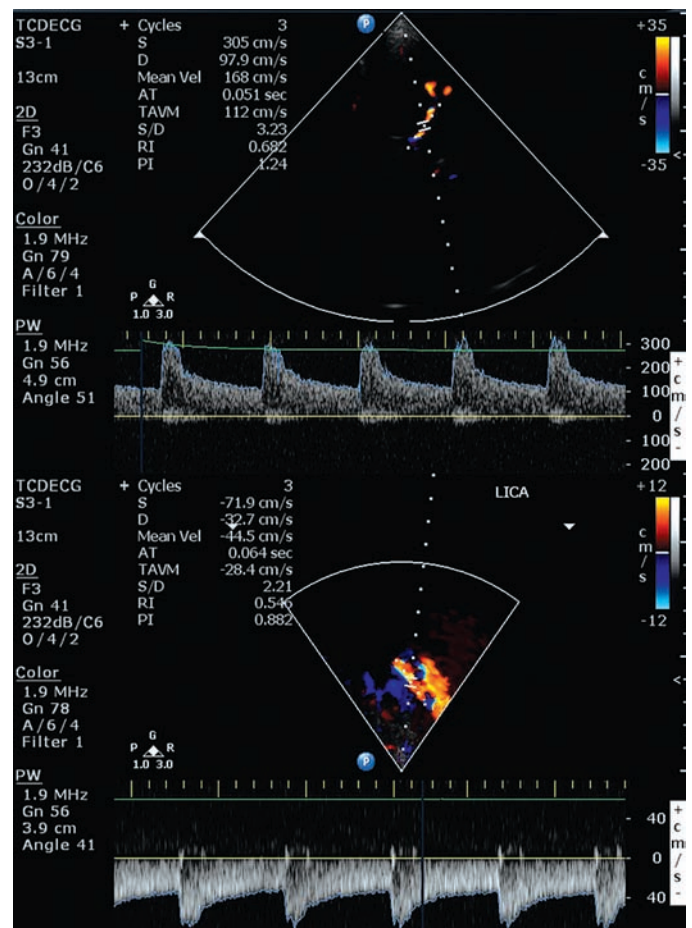 TCDECG + Cycles 3 +35
S3-1 S 305 cm/s
D 97.9 cm/s
13cm Mean Vel 168 cm/s
AT 0.051 sec
2D TAVM 112 cm/s
F3 S/D 3.23
Gn 41 RI 0.682
232dB/C6 PI 1.24
0/4/2
c
m
/
s
-35
P
Color
1.9 MHz
Gn 79
A/6/4
Filter 1
G
P R
1.0 3.0
PW
1.9 MHz
Gn 56
4.9 cm
Angle 51
300
200
100
0
100
200
+
c
m
/
s
-
TCDECG + Cycles 3 LICA +12
S3-1 S -71.9 cm/s
D -32.7 cm/s
13cm Mean Vel -44.5 cm/s
AT 0.064 sec
2D TAVM -28.4 cm/s
F3 S/D 2.21
Gn 41 RI 0.546
232dB/C6 PI 0.882
0/4/2
c
m
/
s
-12
Color
1.9 MHz
Gn 78
A/6/4
Filter 1
G
P R
1.0 3.0
P
PW
1.9 MHz
Gn 56
3.9 cm
Angle 41
40
0
40
+
c
m
/
s
-